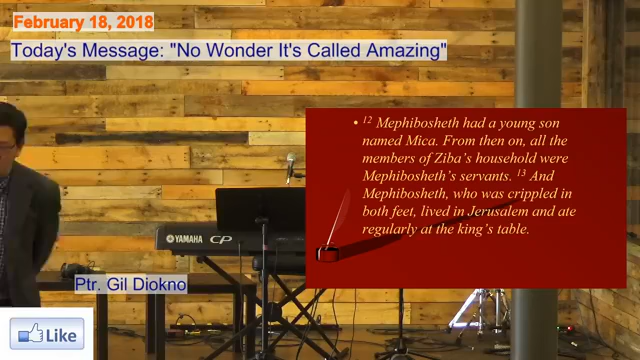 February 18, 2018
Today's Message: "No Wonder It's Called Amazing"
• 12 Mephibosheth had a young son
named Mica. From then on, all the
members of Ziba's household were
Mephibosheth's servants. 13 And
Mephibosheth, who was crippled in
both feet, lived in Jerusalem and ate
regularly at the king's table.
YAMAHA CP
Ptr. Gil Diokno
Like